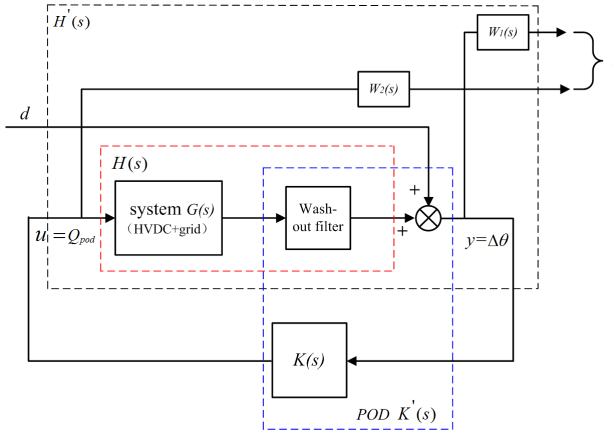 H'(s)
W1(s)
W2(s)
d
H(s)
+
system G(s)
(HVDC+grid)
Wash-
out filter
+
u =Qpod
y=Δθ
K(s)
POD K'(s)